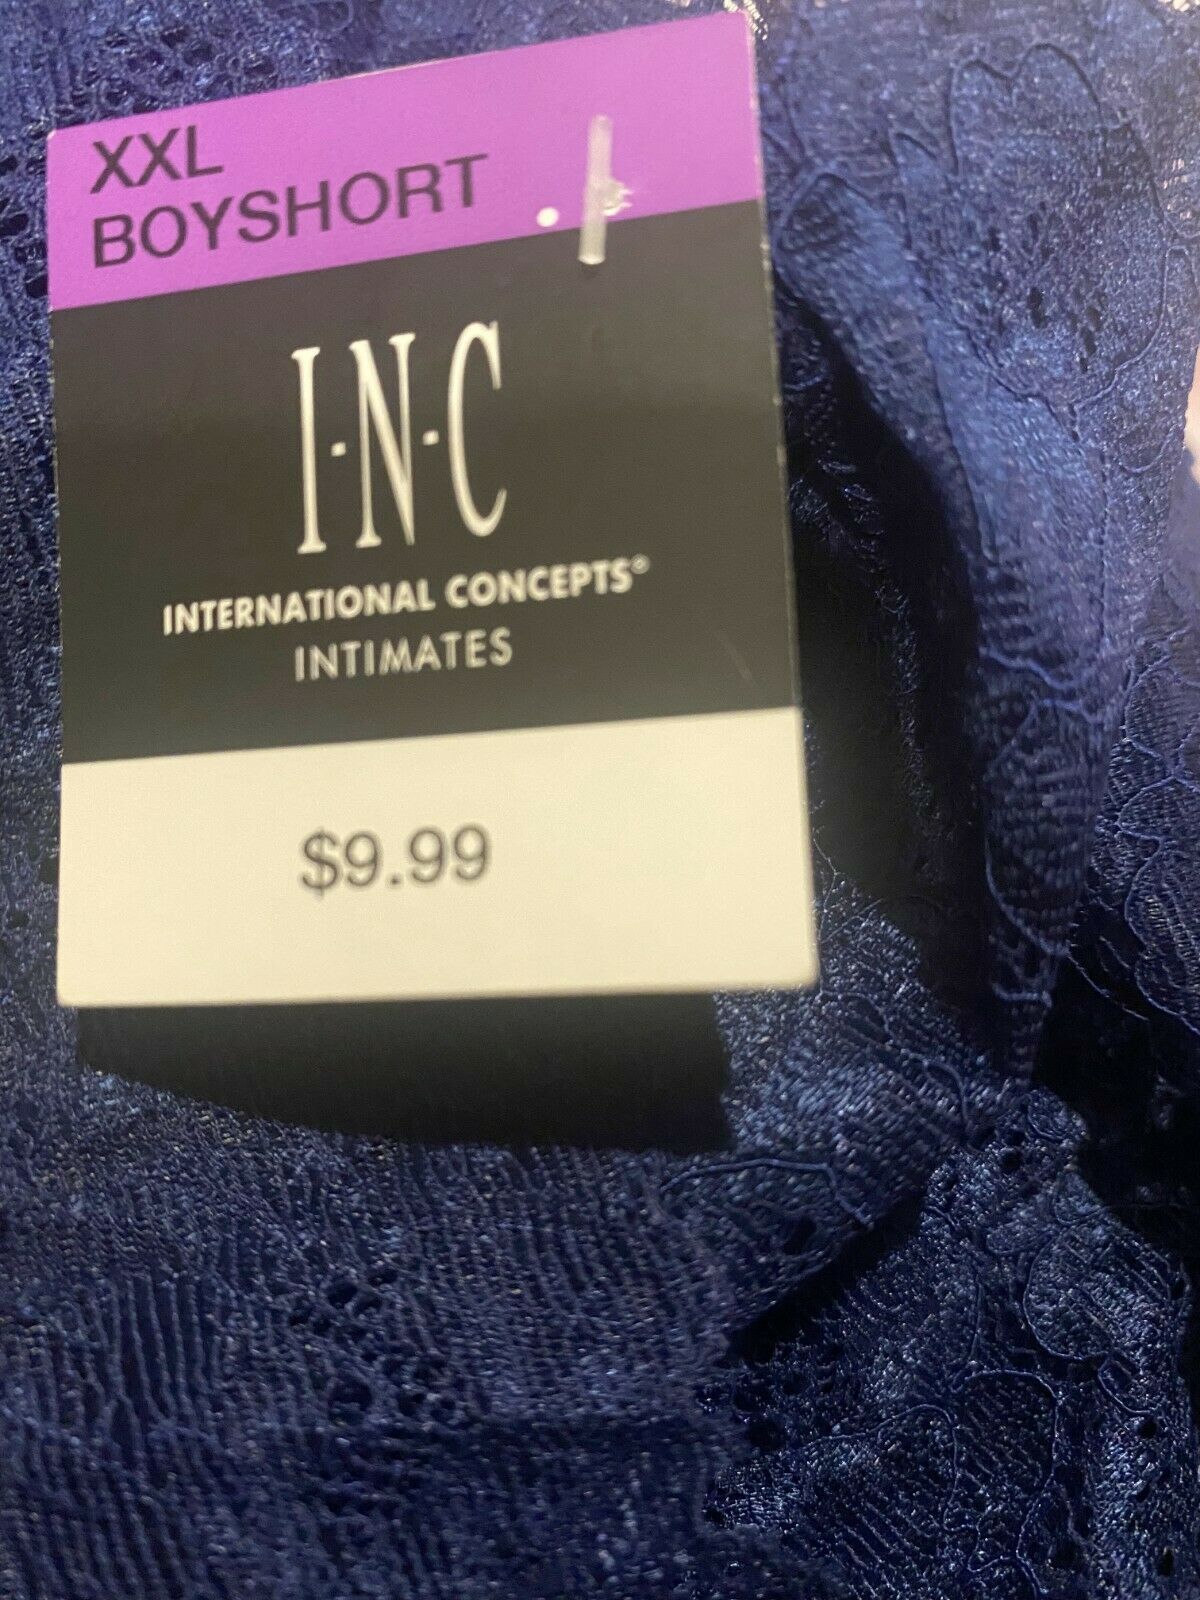 XXL
BOYSHORT
I·N·C
INTERNATIONAL CONCEPTS®
INTIMATES
$9.99